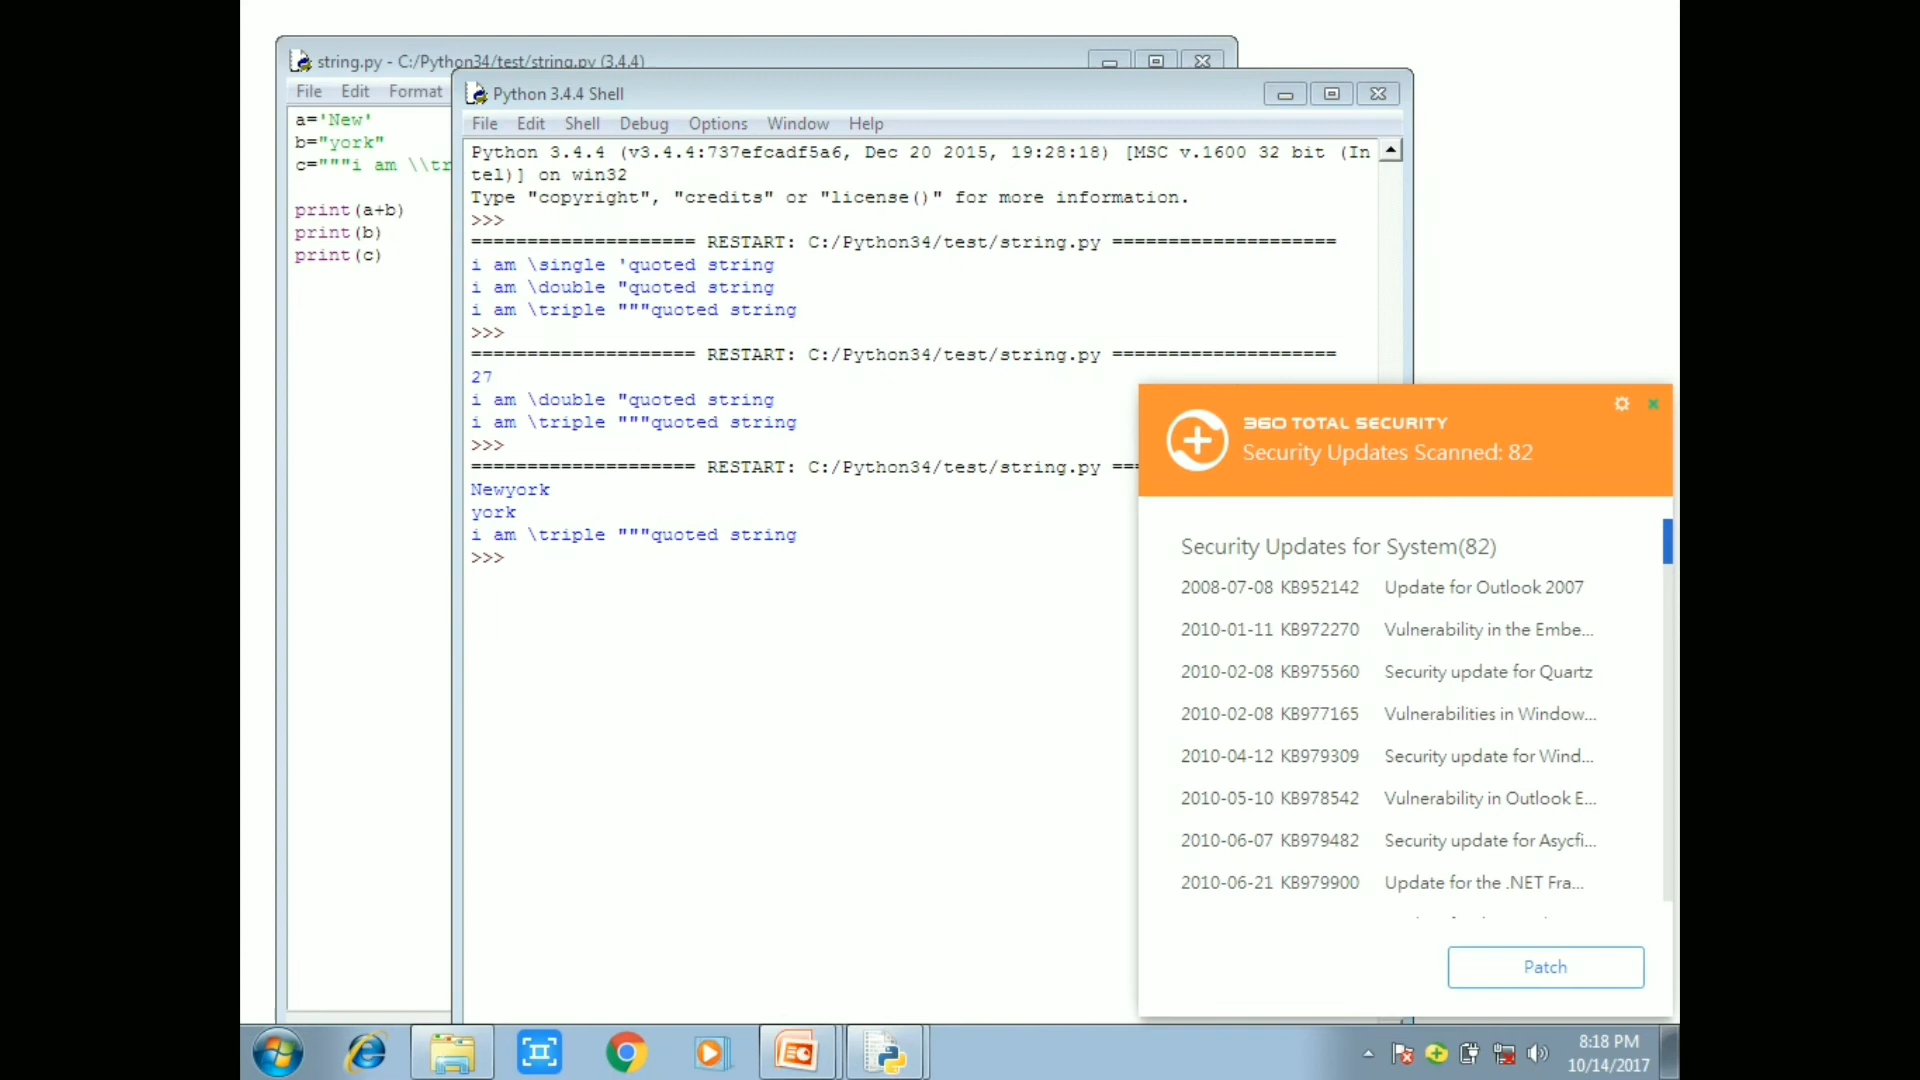 string.py - C:/Python34/test/string.py (3.4.4)
File Edit Format
a='New'
b="york"
c="""i am \\tr
print(a+b)
print(b)
print(c)
Python 3.4.4 Shell
File Edit Shell Debug Options Window Help
Python 3.4.4 (v3.4.4:737efcadf5a6, Dec 20 2015, 19:28:18) [MSC v.1600 32 bit (In
tel)] on win32
Type "copyright", "credits" or "license()" for more information.
>>>
==================== RESTART: C:/Python34/test/string.py ====================
i am \single 'quoted string
i am \double "quoted string
i am \triple """quoted string
>>>
==================== RESTART: C:/Python34/test/string.py ====================
27
i am \double "quoted string
i am \triple """quoted string
>>>
==================== RESTART: C:/Python34/test/string.py ===
Newyork
york
i am \triple """quoted string
>>>
360 TOTAL SECURITY
Security Updates Scanned: 82
Security Updates for System(82)
2008-07-08 KB952142 Update for Outlook 2007
2010-01-11 KB972270 Vulnerability in the Embe...
2010-02-08 KB975560 Security update for Quartz
2010-02-08 KB977165 Vulnerabilities in Window...
2010-04-12 KB979309 Security update for Wind...
2010-05-10 KB978542 Vulnerability in Outlook E...
2010-06-07 KB979482 Security update for Asycfi...
2010-06-21 KB979900 Update for the .NET Fra...
Patch
8:18 PM
10/14/2017